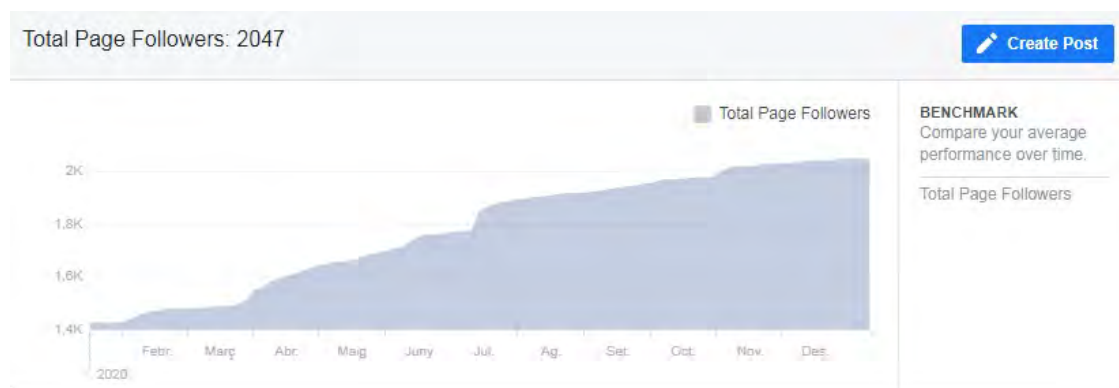 Total Page Followers: 2047
Create Post
Total Page Followers
BENCHMARK
Compare your average
performance over time.
Total Page Followers
2K
1,8K
1,6K
1,4K
Febr. Març Abr. Maig Juny Jul. Ag. Set. Oct. Nov. Des.
2020